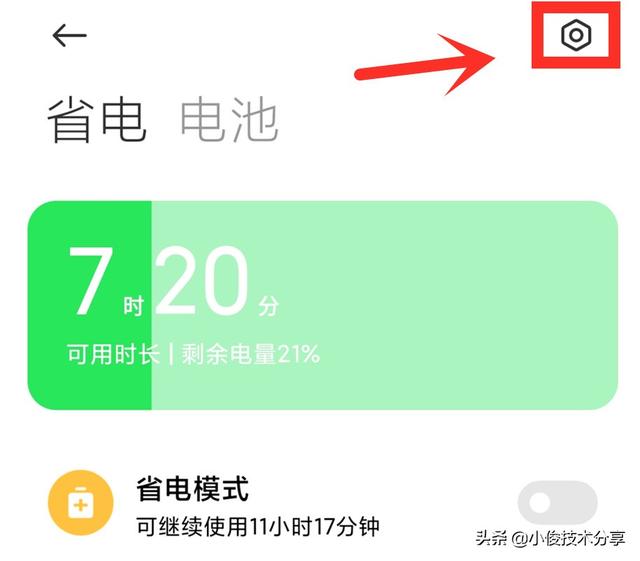 省电 电池
7时20分
可用时长 | 剩余电量21%
省电模式
可继续使用11小时17分钟
头条 @小俊技术分享